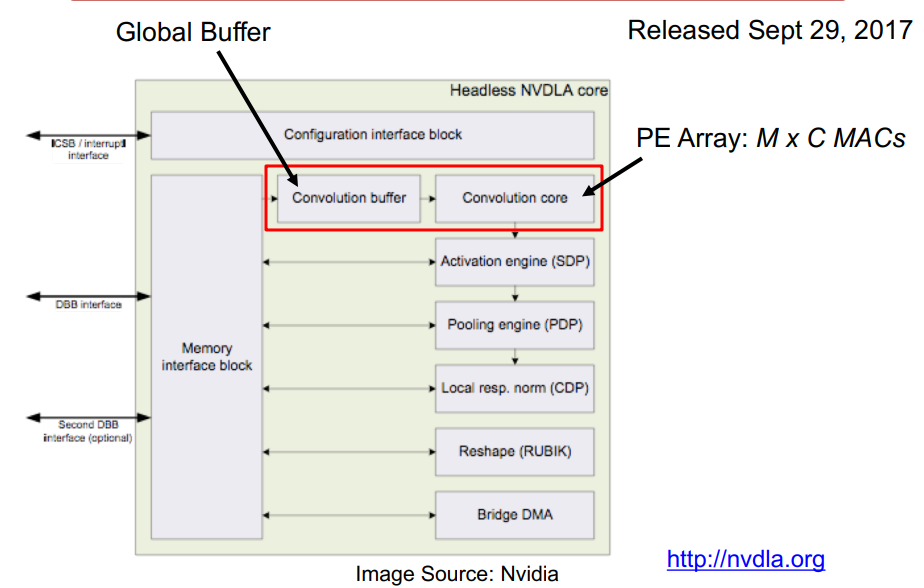 Global Buffer
Released Sept 29, 2017
Headless NVDLA core
Configuration interface block
CSB / interrupt
interface
PE Array: M x C MACs
Convolution buffer
Convolution core
Activation engine (SDP)
DBB interface
Pooling engine (PDP)
Memory
interface block
Local resp. norm (CDP)
Second DBB
interface (optional)
Reshape (RUBIK)
Bridge DMA
http://nvdla.org
Image Source: Nvidia